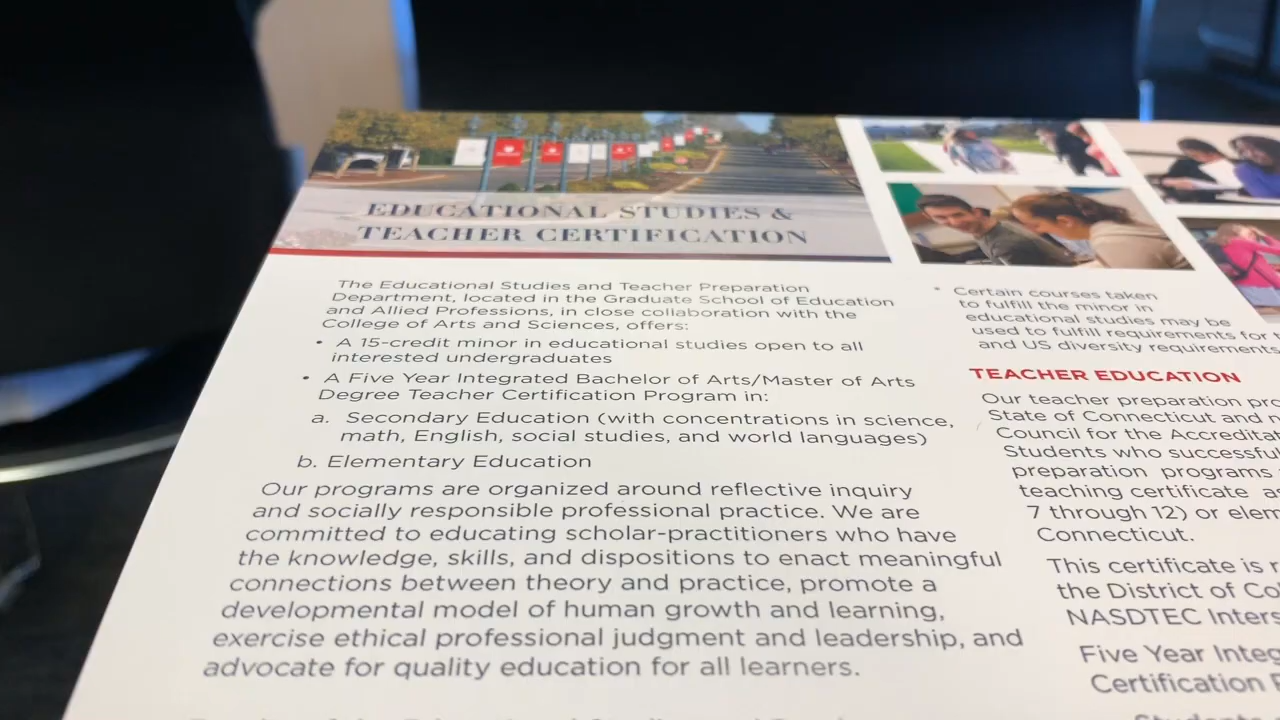 EDUCATIONAL STUDIES &
TEACHER CERTIFICATION
The Educational Studies and Teacher Preparation
Department, located in the Graduate School of Education
and Allied Professions, in close collaboration with the
College of Arts and Sciences, offers:
• A 15-credit minor in educational studies open to all
interested undergraduates
• A Five Year Integrated Bachelor of Arts/Master of Arts
Degree Teacher Certification Program in:
a. Secondary Education (with concentrations in science,
math, English, social studies, and world languages)
b. Elementary Education
Our programs are organized around reflective inquiry
and socially responsible professional practice. We are
committed to educating scholar-practitioners who have
the knowledge, skills, and dispositions to enact meaningful
connections between theory and practice, promote a
developmental model of human growth and learning,
exercise ethical professional judgment and leadership, and
advocate for quality education for all learners.
• Certain courses taken
to fulfill the minor in
educational studies may be
used to fulfill requirements for
and US diversity requirements
TEACHER EDUCATION
Our teacher preparation
State of Connecticut and
Council for the
Students who
preparation programs
teaching certificate
7 through 12) or
Connecticut.
This certificate is
the District of
NASDTEC
Five Year
Certification